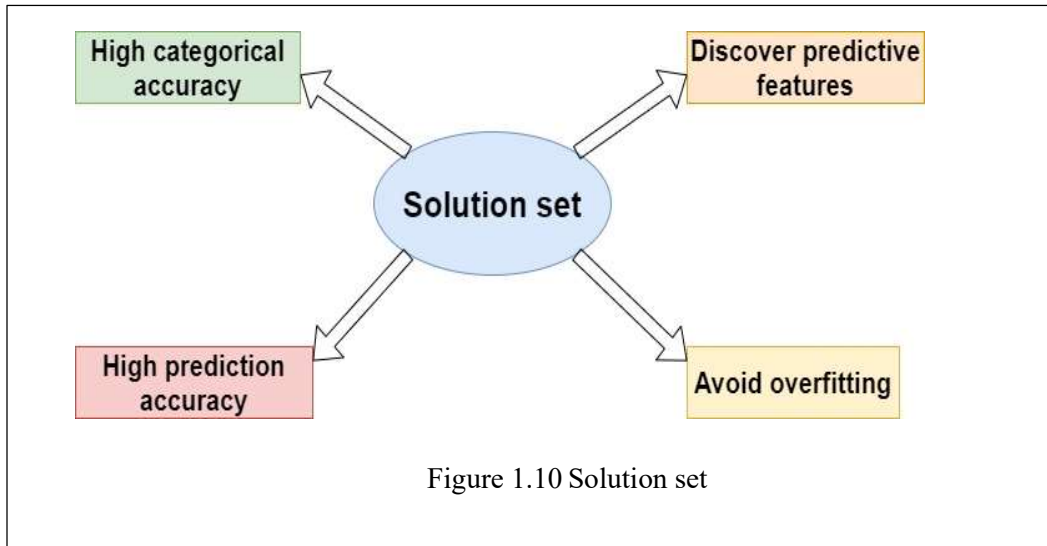 High categorical
accuracy
Discover predictive
features
Solution set
High prediction
accuracy
Avoid overfitting
Figure 1.10 Solution set